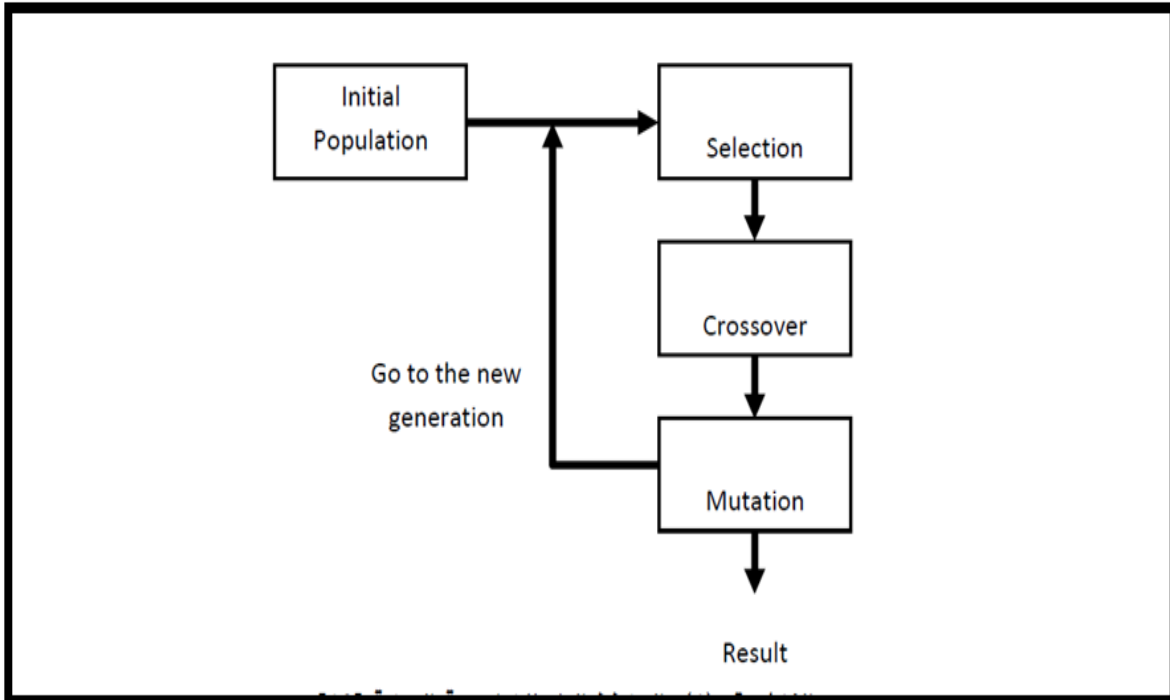 Initial
Population
Selection
Crossover
Go to the new
generation
Mutation
Result